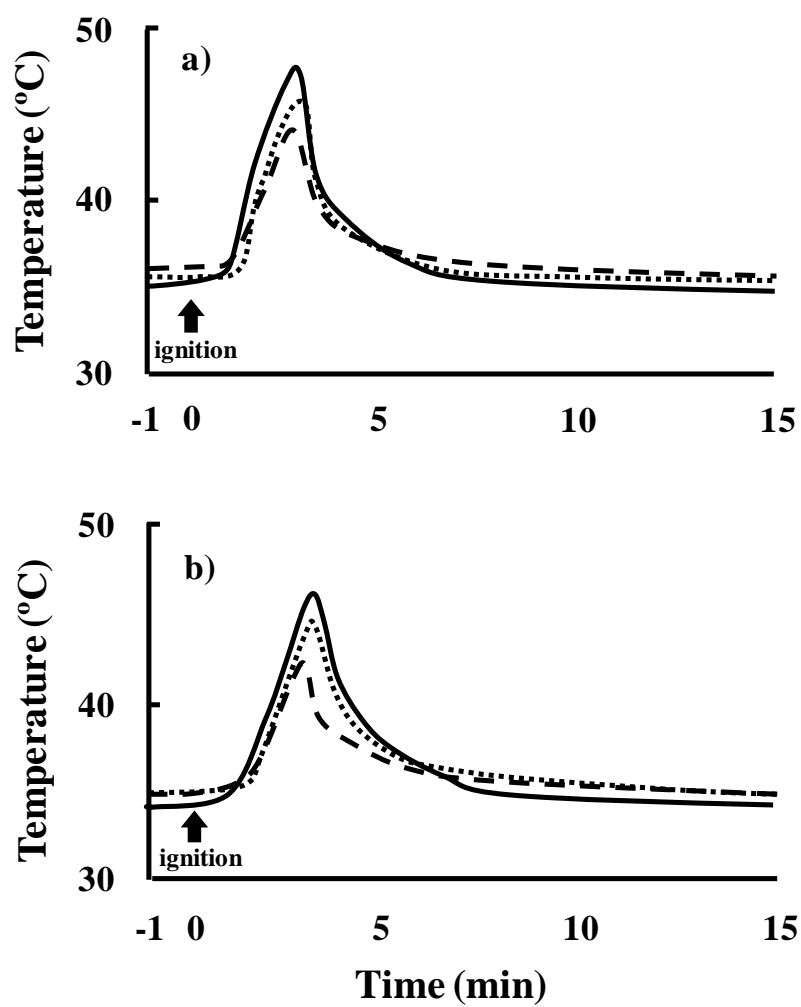 50
a)
Temperature (ºC)
40
ignition
30
-1 0 5 10 15
50
b)
Temperature (ºC)
40
ignition
30
-1 0 5 10 15
Time (min)